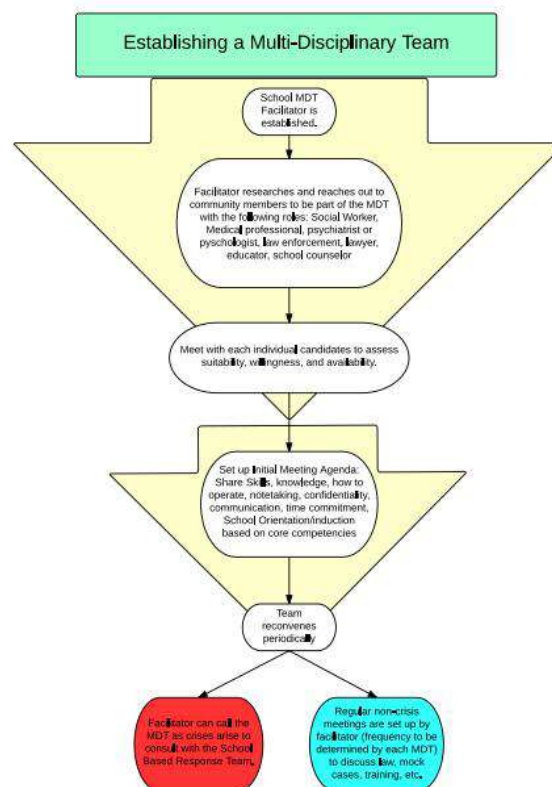 Establishing a Multi-Disciplinary Team
School MDT
Facilitator is
established.
Facilitator researches and reaches out to
community members to be part of the MDT
with the following roles: Social Worker,
Medical professional, psychiatrist or
pyschologist, law enforcement, lawyer,
educator, school counselor
Meet with each individual candidates to assess
suitability, willingness, and availability.
Set up Initial Meeting Agenda:
Share Skills, knowledge, how to
operate, notetaking, confidentiality,
communication, time commitment,
School Orientation/induction
based on core competencies
Team
reconvenes
periodically
Facilitator can call the
MDT as crises arise to
consult with the School
Based Response Team.
Regular non-crisis
meetings are set up by
facilitator (frequency to be
determined by each MDT)
to discuss law, mock
cases, training, etc.